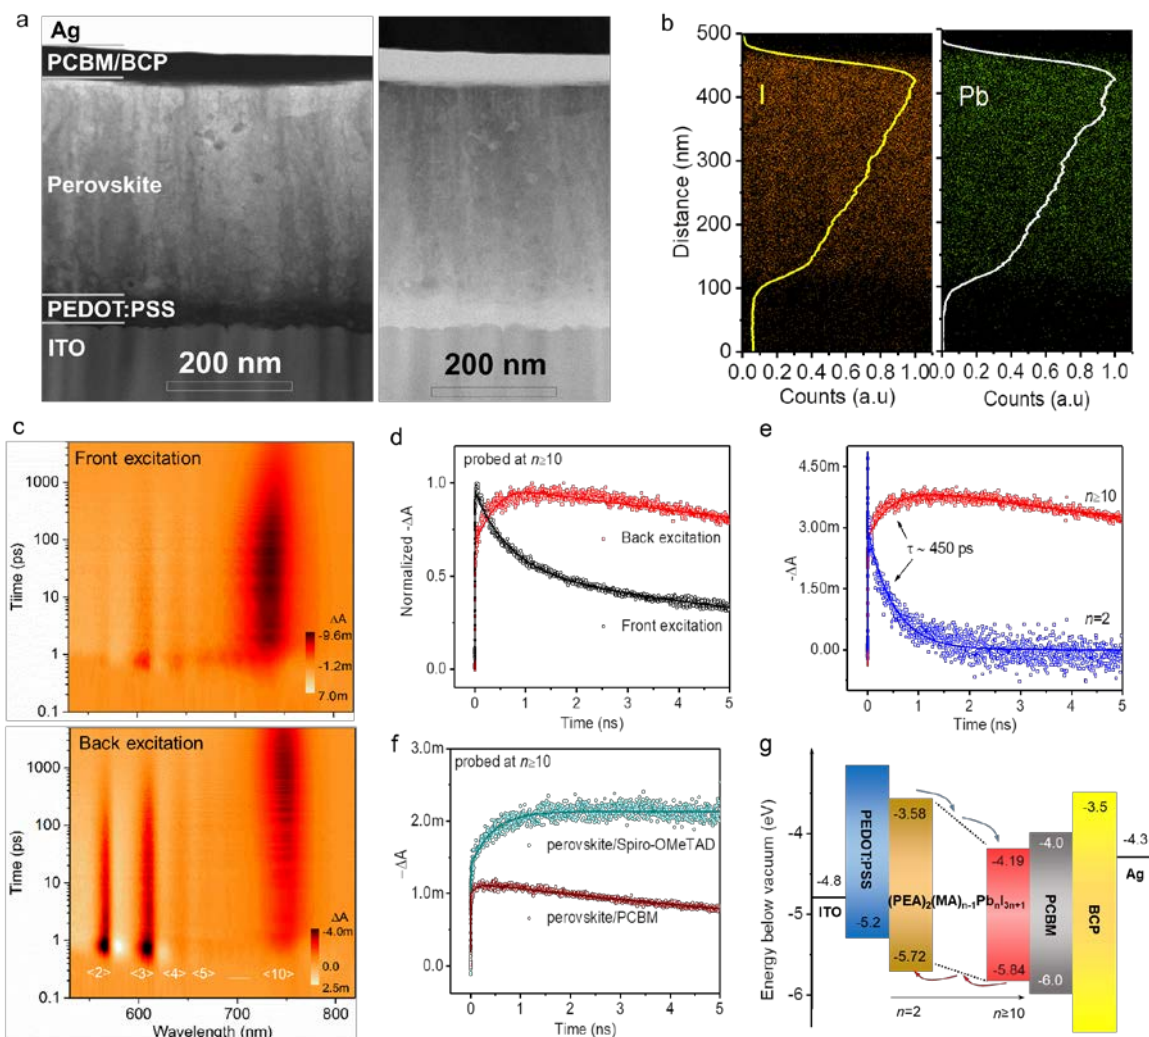 a
Ag
PCBM/BCP
Perovskite
PEDOT:PSS
ITO
200 nm
200 nm
b
500
400
300
200
100
0
Distance (nm)
I
Pb
0.0 0.2 0.4 0.6 0.8 1.0
0.0 0.2 0.4 0.6 0.8 1.0
Counts (a.u)
Counts (a.u)
c
Front excitation
1000
100
10
1
0.1
Tiime (ps)
ΔA
-9.6m
-1.2m
7.0m
Back excitation
1000
100
10
1
0.1
Time (ps)
ΔA
-4.0m
0.0
2.5m
<2> <3> <4> <5> <10>
600 700 800
Wavelength (nm)
d
probed at n≥10
1.0
0.5
0.0
Normalized -ΔA
Back excitation
Front excitation
0 1 2 3 4 5
Time (ns)
e
4.50m
3.00m
1.50m
0.00
-ΔA
n≥10
τ ~ 450 ps
n=2
0 1 2 3 4 5
Time (ns)
f
3.0m
2.0m
1.0m
0.0
-ΔA
probed at n≥10
perovskite/Spiro-OMeTAD
perovskite/PCBM
0 1 2 3 4 5
Time (ns)
g
Energy below vacuum (eV)
-4
-5
-6
-4.8
ITO
PEDOT:PSS
-5.2
-3.58
(PEA)₂(MA)ₙ₋₁PbₙI₃ₙ₊₁
-5.72
-4.19
-5.84
-4.0
PCBM
-6.0
-3.5
BCP
-4.3
Ag
n=2
n≥10